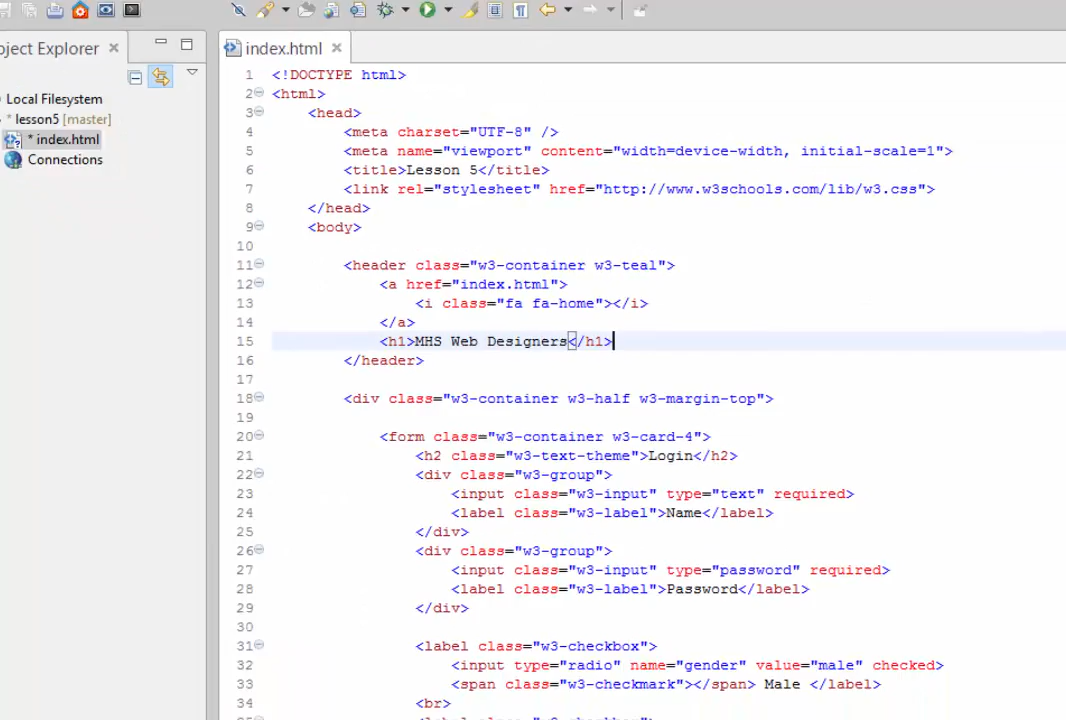 ject Explorer
Local Filesystem
lesson5 [master]
* index.html
Connections
index.html
1 <!DOCTYPE html>
2 <html>
3 <head>
4 <meta charset="UTF-8" />
5 <meta name="viewport" content="width=device-width, initial-scale=1">
6 <title>Lesson 5</title>
7 <link rel="stylesheet" href="http://www.w3schools.com/lib/w3.css">
8 </head>
9 <body>
10
11 <header class="w3-container w3-teal">
12 <a href="index.html">
13 <i class="fa fa-home"></i>
14 </a>
15 <h1>MHS Web Designers</h1>
16 </header>
17
18 <div class="w3-container w3-half w3-margin-top">
19
20 <form class="w3-container w3-card-4">
21 <h2 class="w3-text-theme">Login</h2>
22 <div class="w3-group">
23 <input class="w3-input" type="text" required>
24 <label class="w3-label">Name</label>
25 </div>
26 <div class="w3-group">
27 <input class="w3-input" type="password" required>
28 <label class="w3-label">Password</label>
29 </div>
30
31 <label class="w3-checkbox">
32 <input type="radio" name="gender" value="male" checked>
33 <span class="w3-checkmark"></span> Male </label>
34 <br>